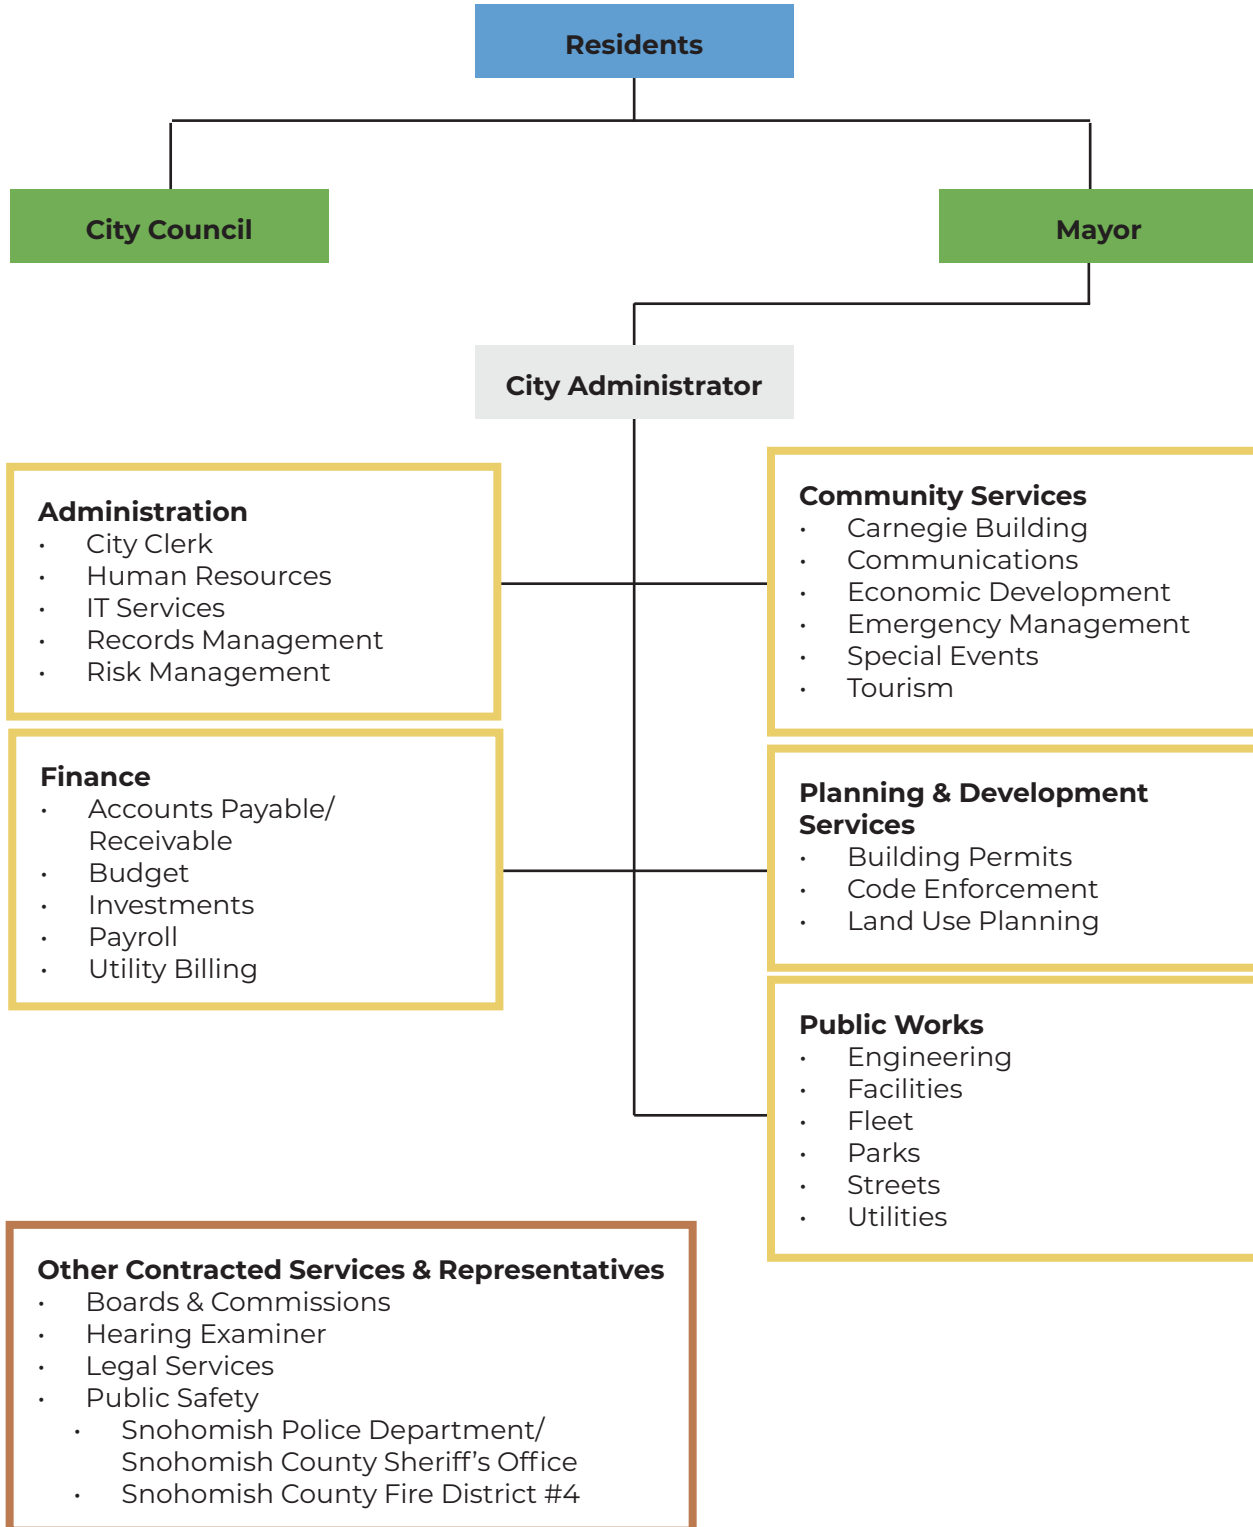 Residents
City Council
Mayor
City Administrator
Administration
· City Clerk
· Human Resources
· IT Services
· Records Management
· Risk Management
Community Services
· Carnegie Building
· Communications
· Economic Development
· Emergency Management
· Special Events
· Tourism
Finance
· Accounts Payable/
Receivable
· Budget
· Investments
· Payroll
· Utility Billing
Planning & Development
Services
· Building Permits
· Code Enforcement
· Land Use Planning
Public Works
· Engineering
· Facilities
· Fleet
· Parks
· Streets
· Utilities
Other Contracted Services & Representatives
· Boards & Commissions
· Hearing Examiner
· Legal Services
· Public Safety
· Snohomish Police Department/
Snohomish County Sheriff's Office
· Snohomish County Fire District #4